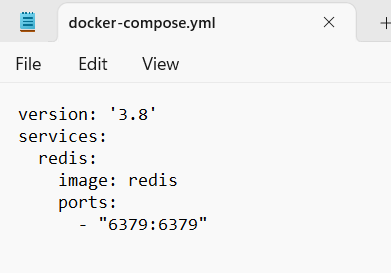 docker-compose.yml
File Edit View
version: '3.8'
services:
  redis:
    image: redis
    ports:
      - "6379:6379"